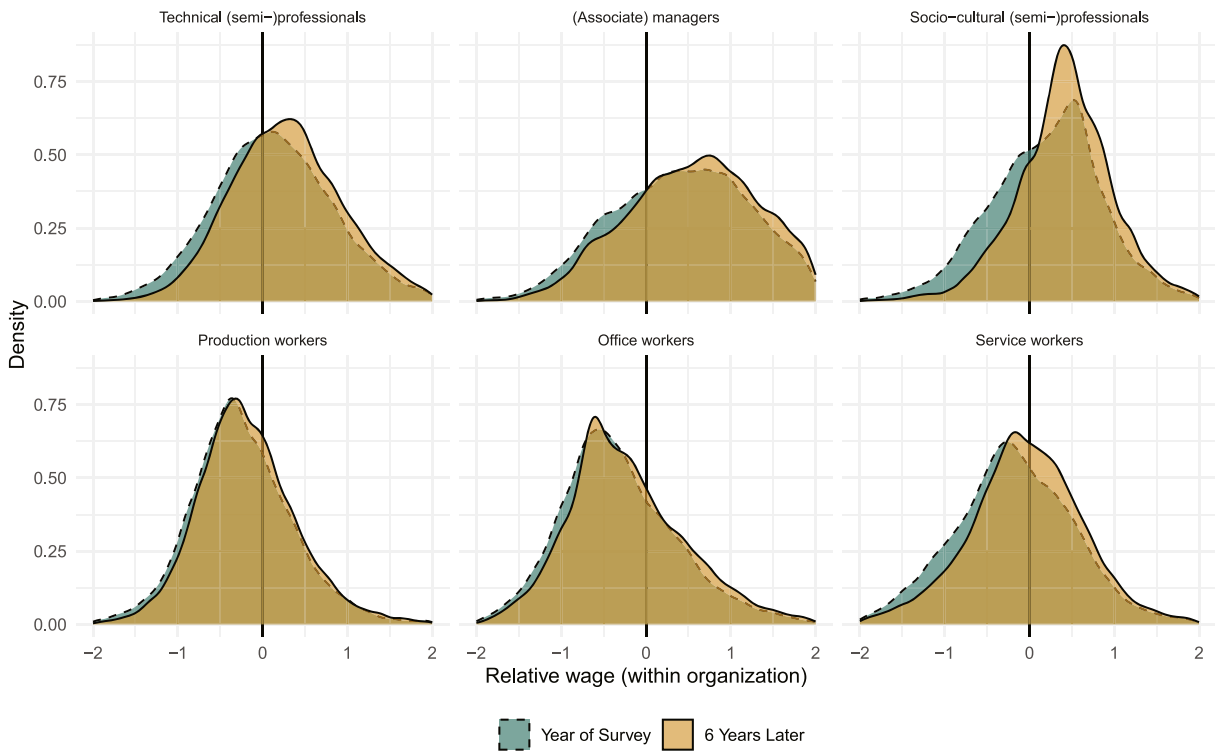 Technical (semi−)professionals
(Associate) managers
Socio−cultural (semi−)professionals
0.75
0.50
0.25
0.00
Production workers
Office workers
Service workers
Density
0.75
0.50
0.25
0.00
−2 −1 0 1 2
−2 −1 0 1 2
−2 −1 0 1 2
Relative wage (within organization)
Year of Survey
6 Years Later